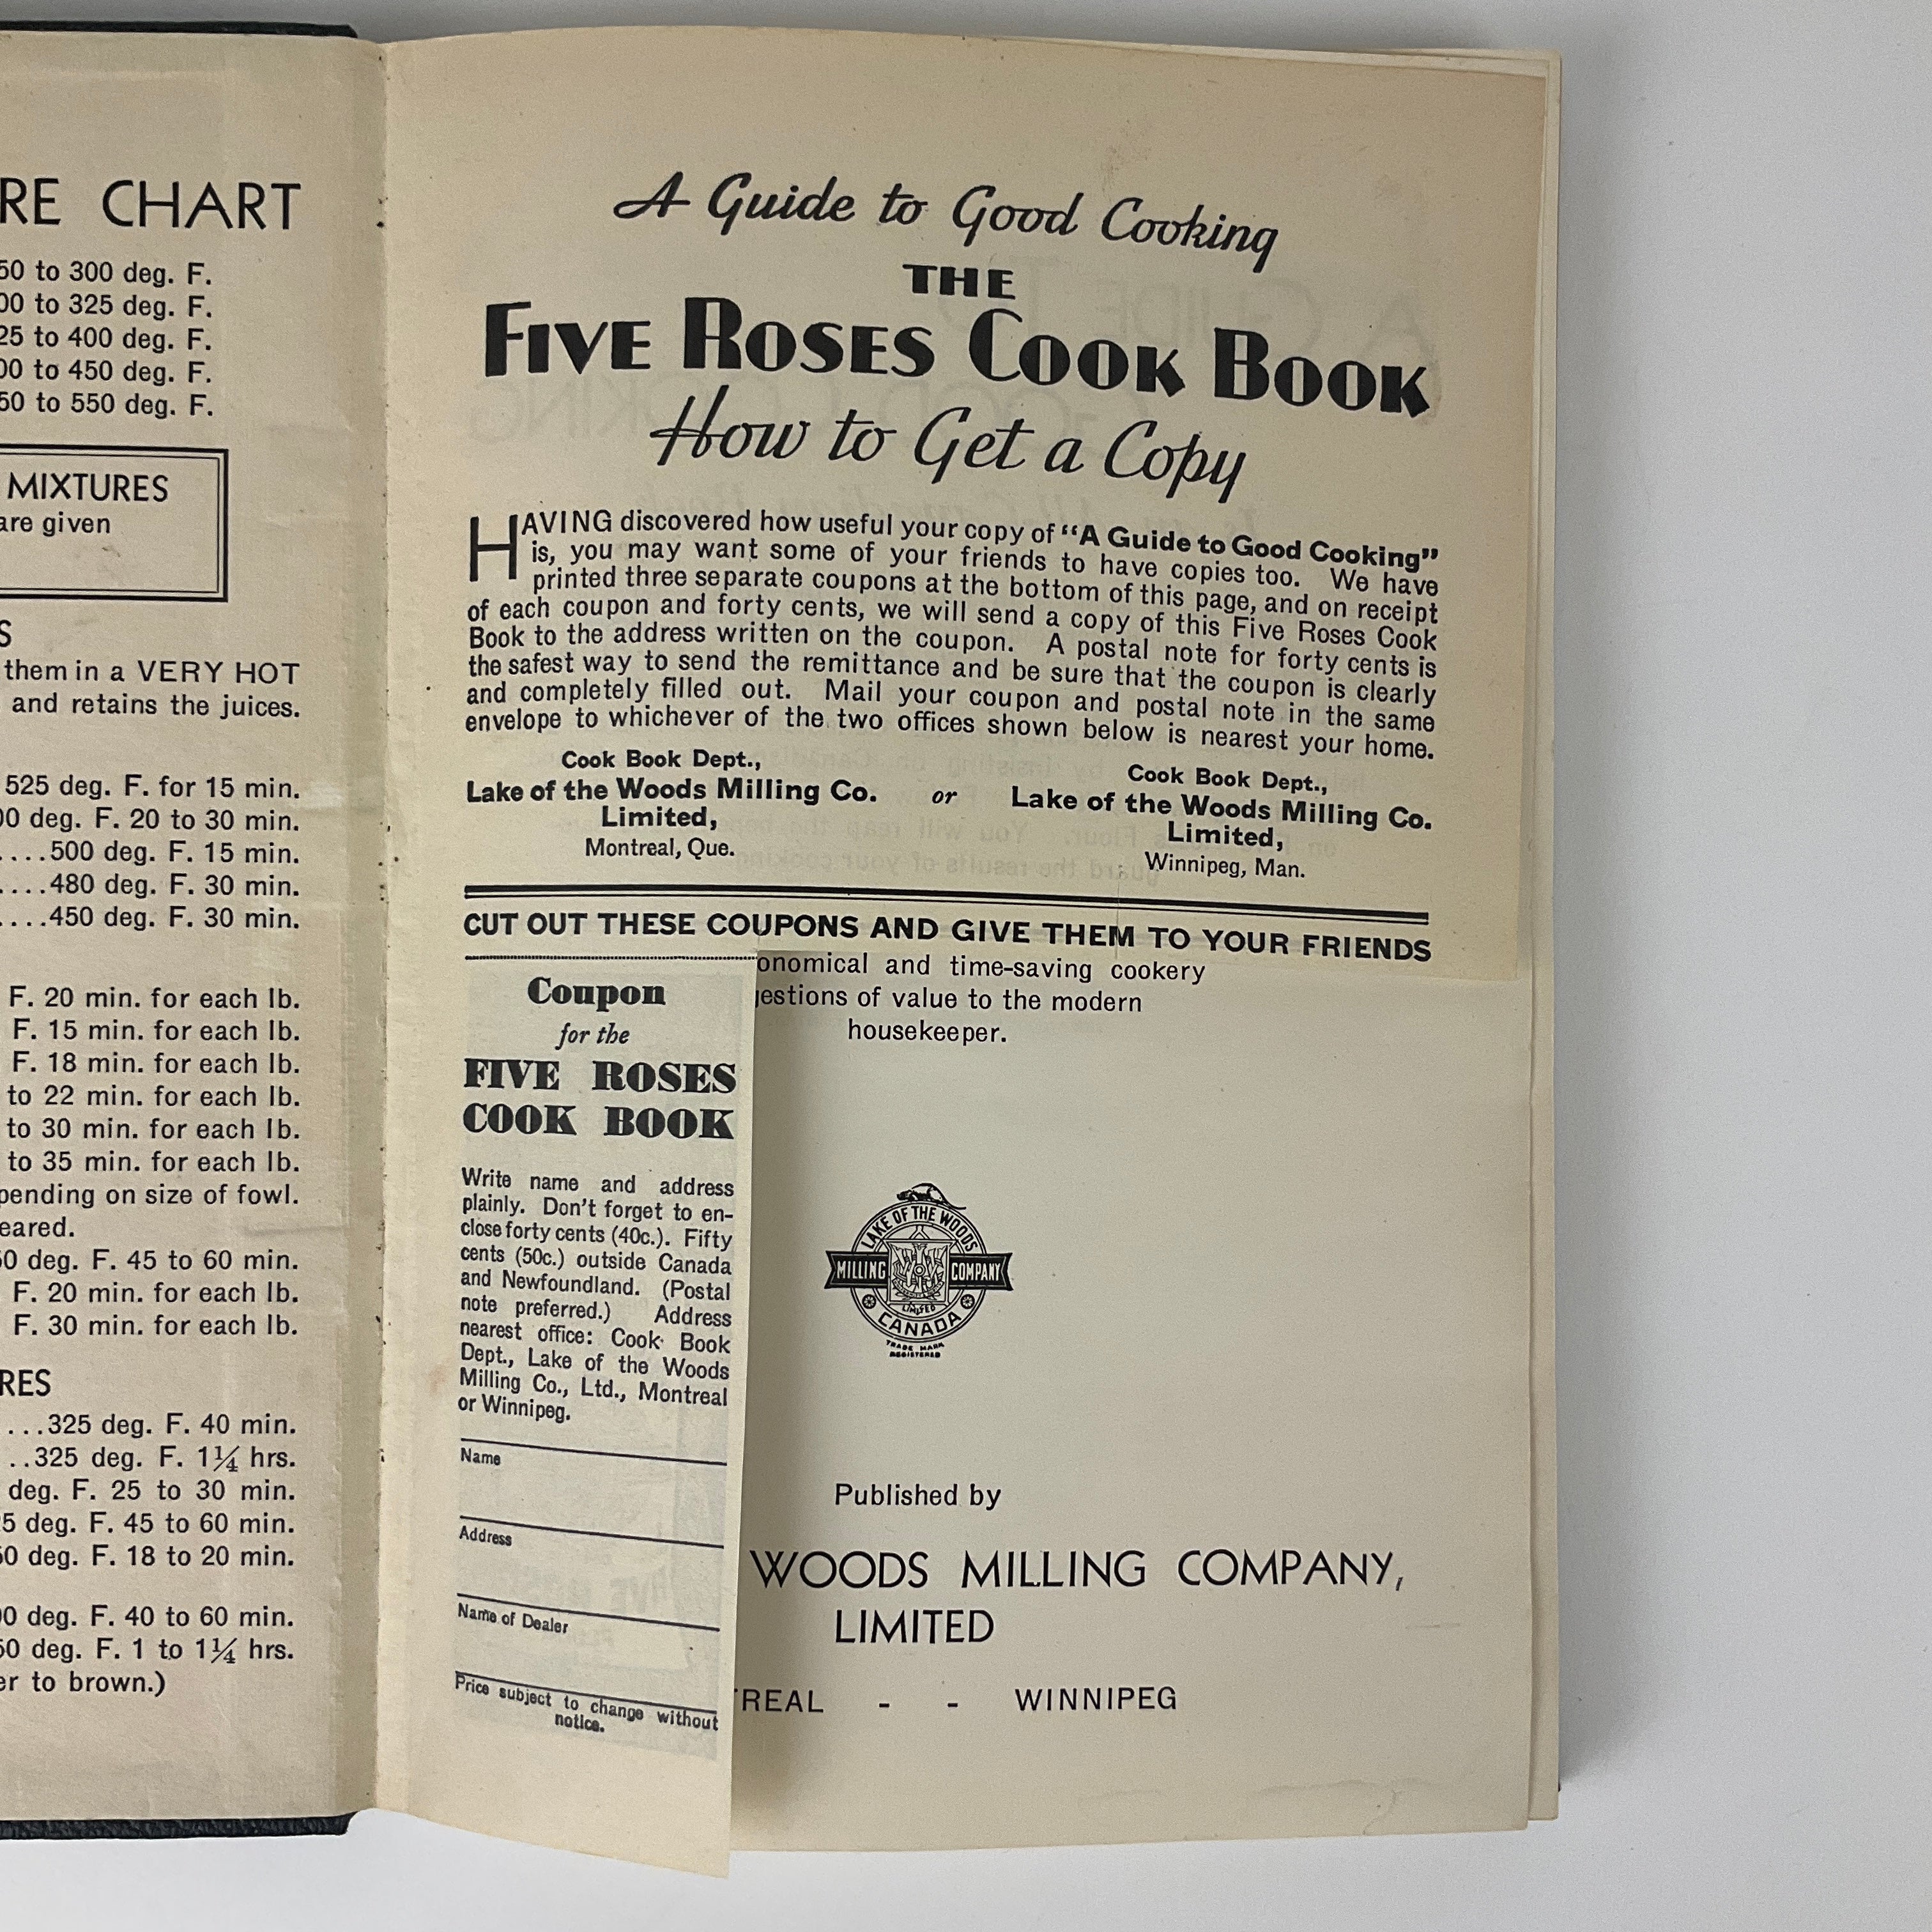 RE CHART
50 to 300 deg. F.
00 to 325 deg. F.
25 to 400 deg. F.
00 to 450 deg. F.
50 to 550 deg. F.
MIXTURES
are given
S
them in a VERY HOT
and retains the juices.
525 deg. F. for 15 min.
00 deg. F. 20 to 30 min.
....500 deg. F. 15 min.
....480 deg. F. 30 min.
....450 deg. F. 30 min.
F. 20 min. for each lb.
F. 15 min. for each lb.
F. 18 min. for each lb.
to 22 min. for each lb.
to 30 min. for each lb.
to 35 min. for each lb.
pending on size of fowl.
eared.
50 deg. F. 45 to 60 min.
F. 20 min. for each lb.
F. 30 min. for each lb.
RES
...325 deg. F. 40 min.
..325 deg. F. 1¼ hrs.
deg. F. 25 to 30 min.
5 deg. F. 45 to 60 min.
50 deg. F. 18 to 20 min.
00 deg. F. 40 to 60 min.
50 deg. F. 1 to 1¼ hrs.
er to brown.)
A Guide to Good Cooking
THE
FIVE ROSES COOK BOOK
How to Get a Copy
HAVING discovered how useful your copy of "A Guide to Good Cooking"
is, you may want some of your friends to have copies too. We have
printed three separate coupons at the bottom of this page, and on receipt
of each coupon and forty cents, we will send a copy of this Five Roses Cook
Book to the address written on the coupon. A postal note for forty cents is
the safest way to send the remittance and be sure that the coupon is clearly
and completely filled out. Mail your coupon and postal note in the same
envelope to whichever of the two offices shown below is nearest your home.
Cook Book Dept.,
Lake of the Woods Milling Co.
Limited,
Montreal, Que.
or
Cook Book Dept.,
Lake of the Woods Milling Co.
Limited,
Winnipeg, Man.
CUT OUT THESE COUPONS AND GIVE THEM TO YOUR FRIENDS
Coupon
for the
FIVE ROSES
COOK BOOK
Write name and address
plainly. Don't forget to en-
close forty cents (40c.). Fifty
cents (50c.) outside Canada
and Newfoundland. (Postal
note preferred.) Address
nearest office: Cook Book
Dept., Lake of the Woods
Milling Co., Ltd., Montreal
or Winnipeg.
Name
Address
Name of Dealer
Price subject to change without
notice.
onomical and time-saving cookery
gestions of value to the modern
housekeeper.
LAKE OF THE WOODS
MILLING COMPANY
LIMITED
CANADA
TRADE MARK
REGISTERED
Published by
WOODS MILLING COMPANY,
LIMITED
TREAL - - WINNIPEG